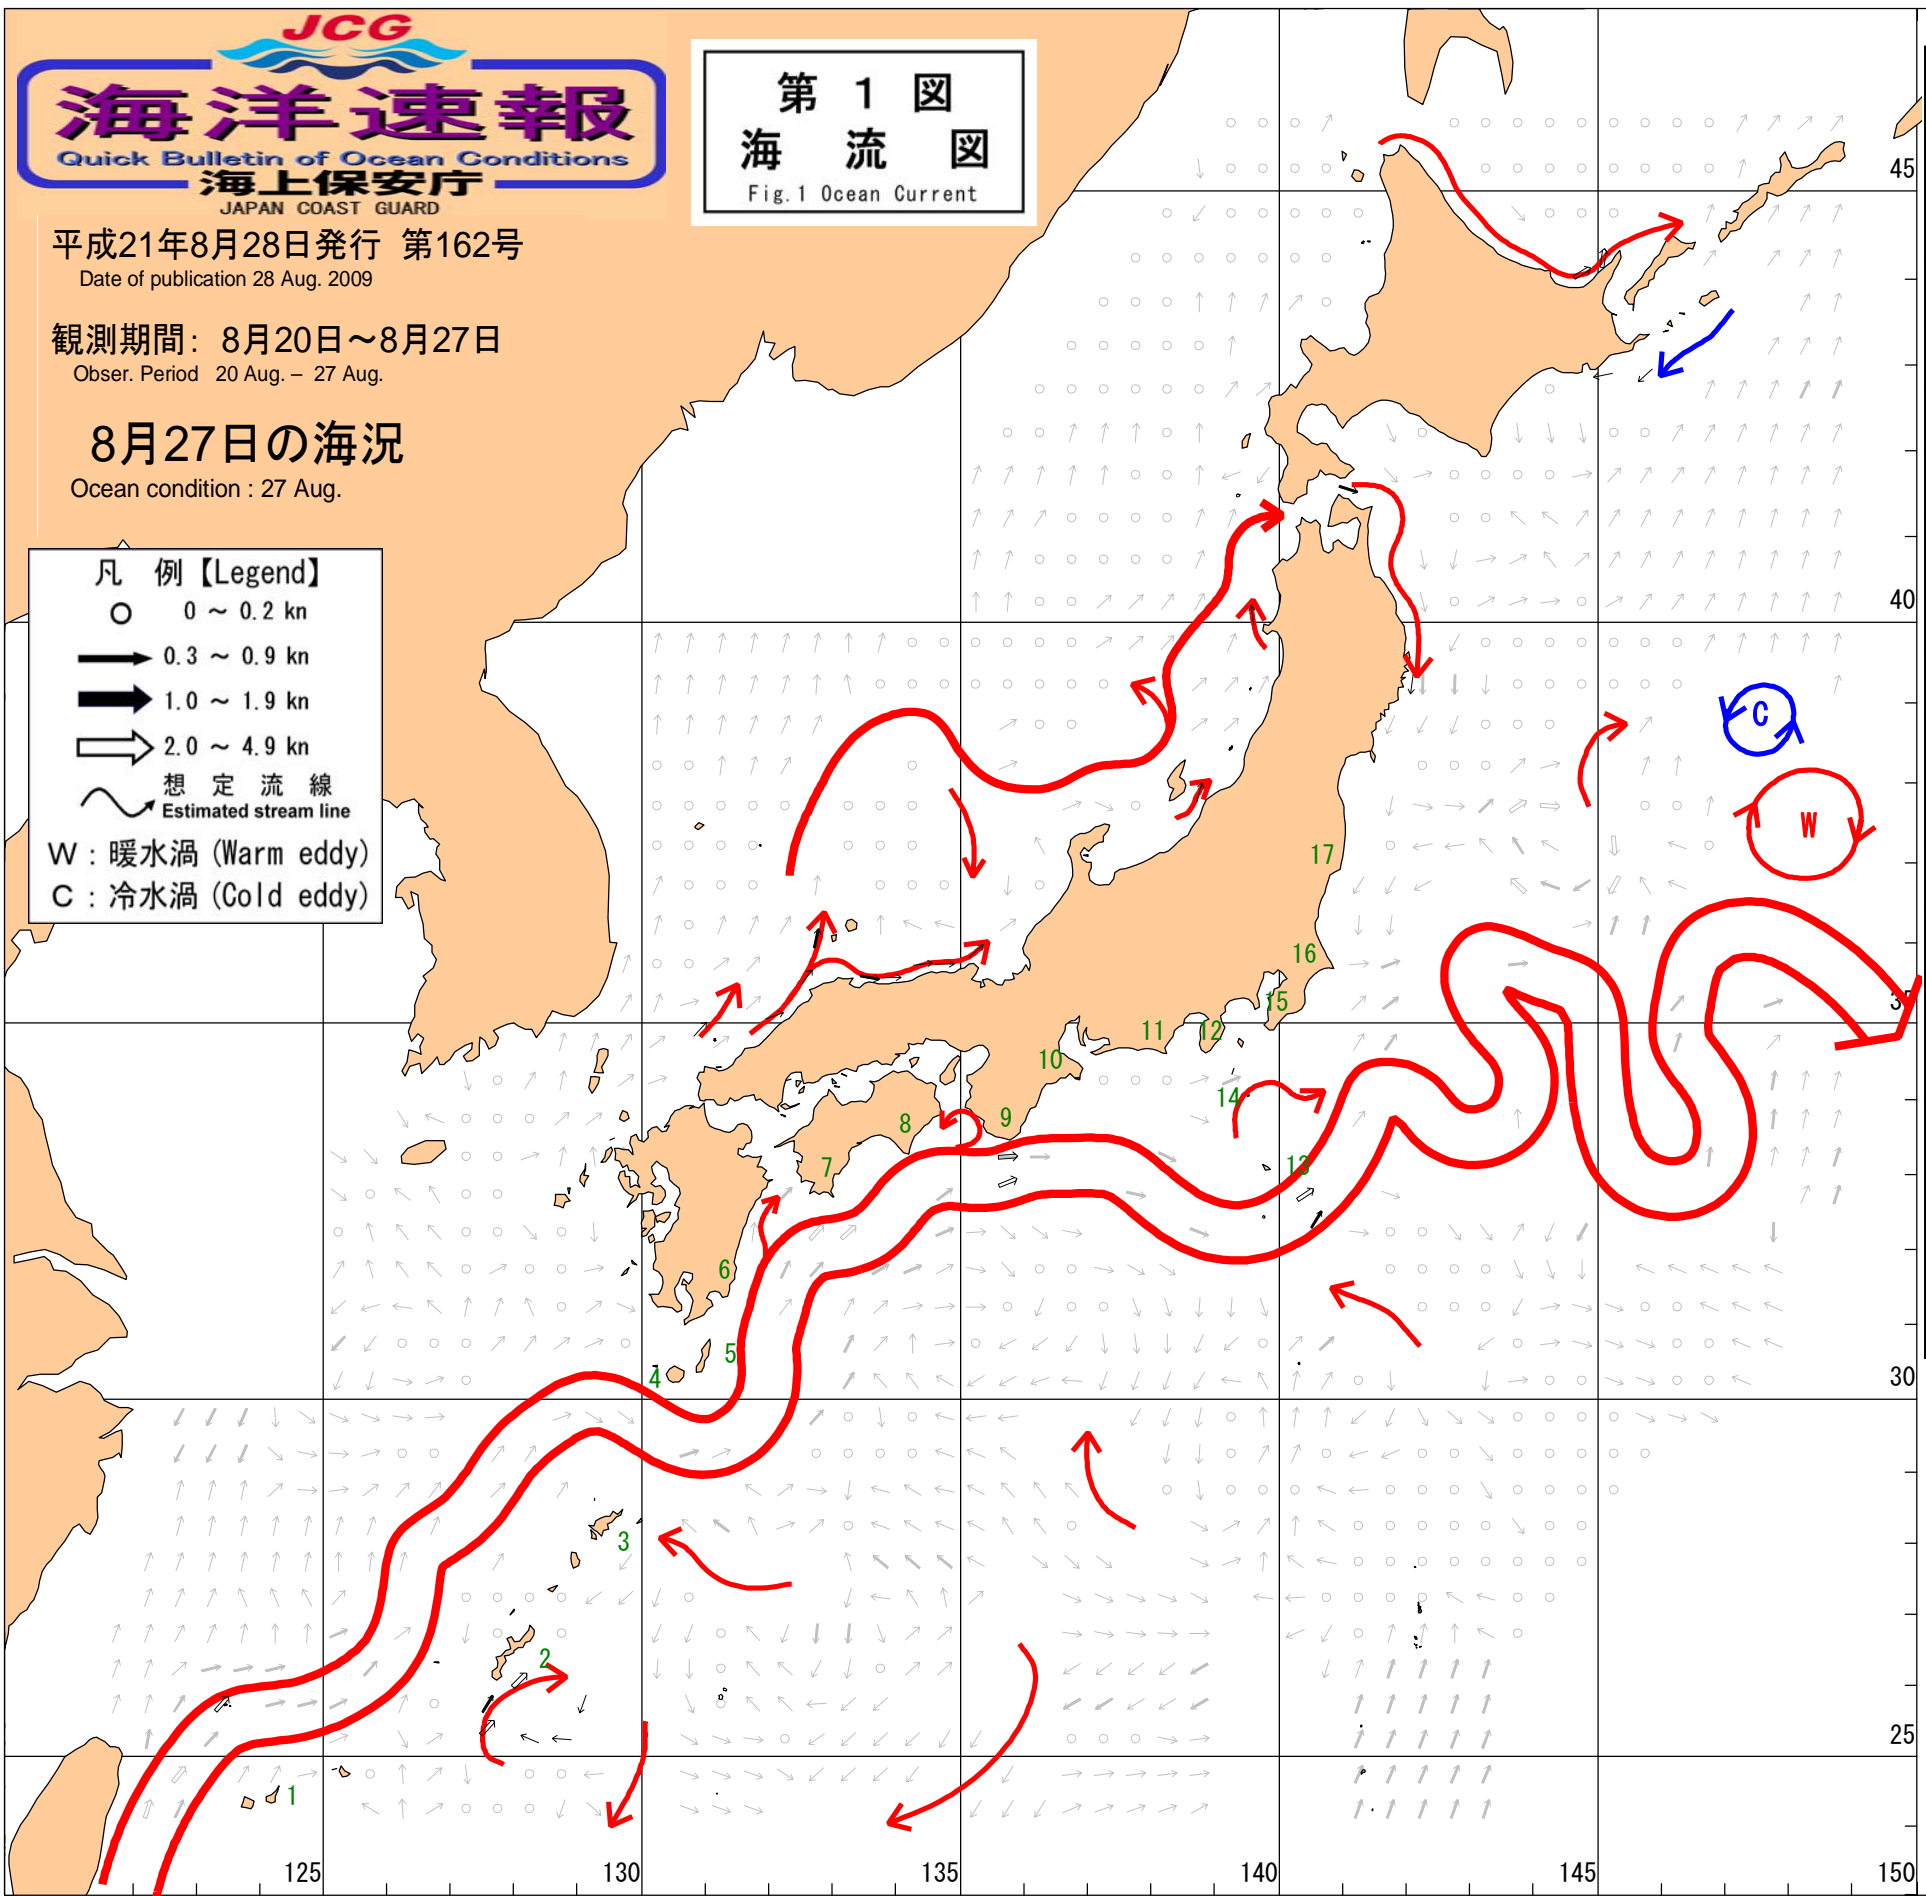 JCG
海洋速報
Quick Bulletin of Ocean Conditions
海上保安庁
JAPAN COAST GUARD
第 1 図
海 流 図
Fig.1 Ocean Current
平成21年8月28日発行 第162号
Date of publication 28 Aug. 2009
観測期間: 8月20日～8月27日
Obser. Period 20 Aug. – 27 Aug.
8月27日の海況
Ocean condition : 27 Aug.
凡 例【Legend】
0 ～ 0.2 kn
0.3 ～ 0.9 kn
1.0 ～ 1.9 kn
2.0 ～ 4.9 kn
想 定 流 線
Estimated stream line
W : 暖水渦 (Warm eddy)
C : 冷水渦 (Cold eddy)
45
40
C
W
17
16
35
15
14
13
12
11
10
9
8
7
6
5
4
30
3
2
25
1
125
130
135
140
145
150